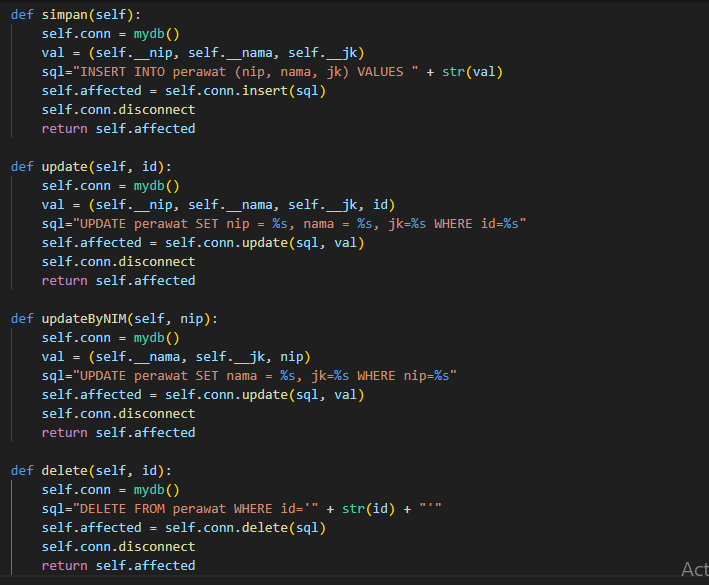 def simpan(self):
    self.conn = mydb()
    val = (self.__nip, self.__nama, self.__jk)
    sql="INSERT INTO perawat (nip, nama, jk) VALUES " + str(val)
    self.affected = self.conn.insert(sql)
    self.conn.disconnect
    return self.affected

def update(self, id):
    self.conn = mydb()
    val = (self.__nip, self.__nama, self.__jk, id)
    sql="UPDATE perawat SET nip = %s, nama = %s, jk=%s WHERE id=%s"
    self.affected = self.conn.update(sql, val)
    self.conn.disconnect
    return self.affected

def updateByNIM(self, nip):
    self.conn = mydb()
    val = (self.__nama, self.__jk, nip)
    sql="UPDATE perawat SET nama = %s, jk=%s WHERE nip=%s"
    self.affected = self.conn.update(sql, val)
    self.conn.disconnect
    return self.affected

def delete(self, id):
    self.conn = mydb()
    sql="DELETE FROM perawat WHERE id='" + str(id) + "'"
    self.affected = self.conn.delete(sql)
    self.conn.disconnect
    return self.affected
Act